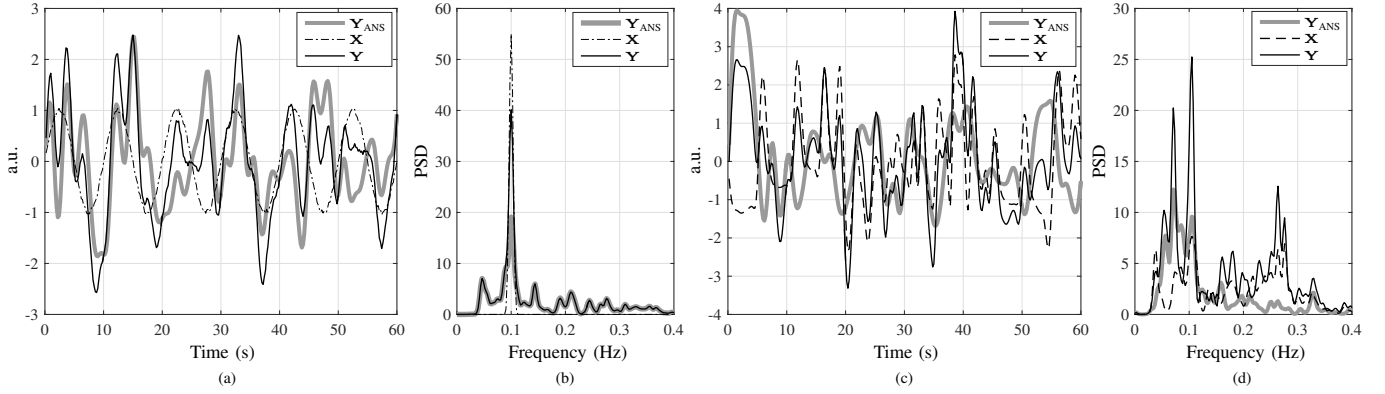 3
2
1
0
-1
-2
-3
a.u.
0 10 20 30 40 50 60
Time (s)
Y_ANS
X
Y
(a)
60
50
40
30
20
10
0
PSD
0 0.1 0.2 0.3 0.4
Frequency (Hz)
Y_ANS
X
Y
(b)
4
3
2
1
0
-1
-2
-3
-4
a.u.
0 10 20 30 40 50 60
Time (s)
Y_ANS
X
Y
(c)
30
25
20
15
10
5
0
PSD
0 0.1 0.2 0.3 0.4
Frequency (Hz)
Y_ANS
X
Y
(d)